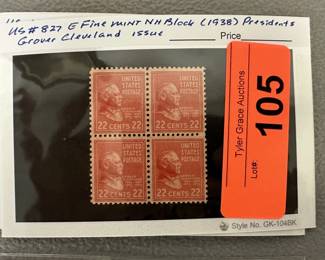 US # 827 E Fine mint NH Block (1938) Presidents
Grover Cleveland issue
Price
UNITED STATES
POSTAGE
22 CENTS 22
UNITED STATES
POSTAGE
22 CENTS 22
UNITED STATES
POSTAGE
22 CENTS 22
UNITED STATES
POSTAGE
22 CENTS 22
Tyler Grace Auctions
Lot#:
105
Style No. GK-104BK